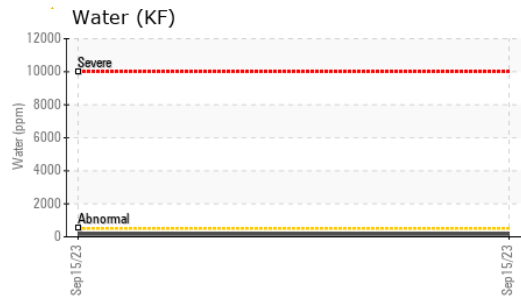 Water (KF)
12000
Severe
10000
8000
Water (ppm)
6000
4000
2000
Abnormal
0
Sep15/23
Sep15/23